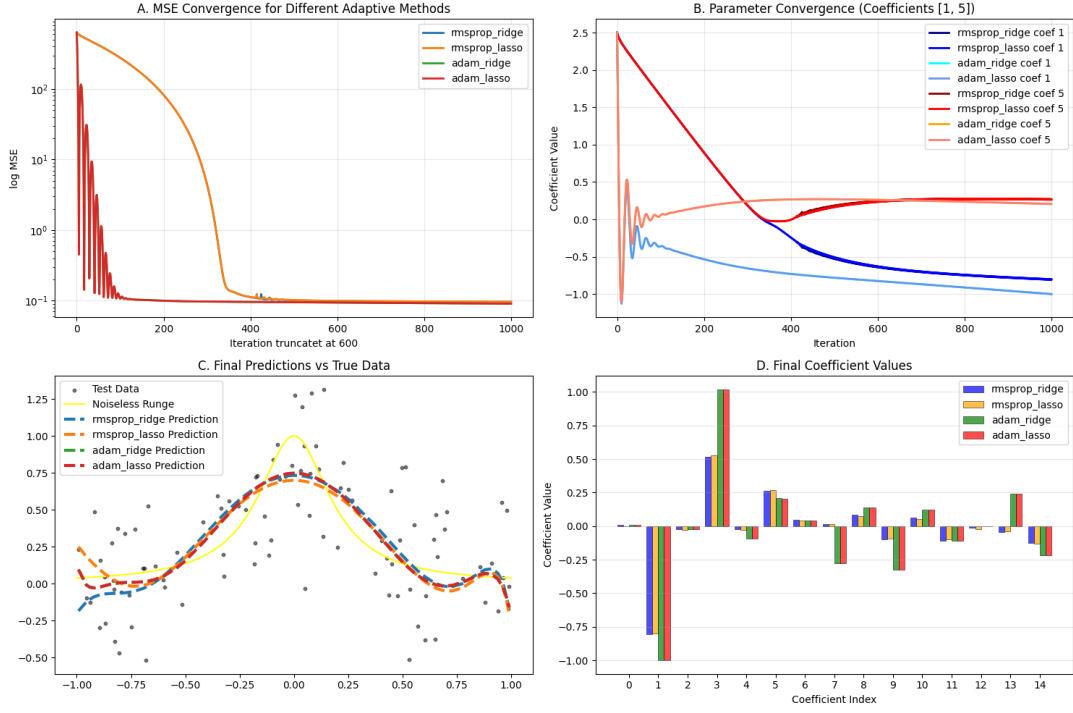 A. MSE Convergence for Different Adaptive Methods
rmsprop_ridge
rmsprop_lasso
adam_ridge
adam_lasso
10²
10¹
10⁰
10⁻¹
log MSE
0 200 400 600 800 1000
Iteration truncatet at 600
B. Parameter Convergence (Coefficients [1, 5])
rmsprop_ridge coef 1
rmsprop_lasso coef 1
adam_ridge coef 1
adam_lasso coef 1
rmsprop_ridge coef 5
rmsprop_lasso coef 5
adam_ridge coef 5
adam_lasso coef 5
2.5
2.0
1.5
1.0
0.5
0.0
−0.5
−1.0
Coefficient Value
0 200 400 600 800 1000
Iteration
C. Final Predictions vs True Data
Test Data
Noiseless Runge
rmsprop_ridge Prediction
rmsprop_lasso Prediction
adam_ridge Prediction
adam_lasso Prediction
1.25
1.00
0.75
0.50
0.25
0.00
−0.25
−0.50
−1.00 −0.75 −0.50 −0.25 0.00 0.25 0.50 0.75 1.00
D. Final Coefficient Values
rmsprop_ridge
rmsprop_lasso
adam_ridge
adam_lasso
1.00
0.75
0.50
0.25
0.00
−0.25
−0.50
−0.75
−1.00
Coefficient Value
0 1 2 3 4 5 6 7 8 9 10 11 12 13 14
Coefficient Index